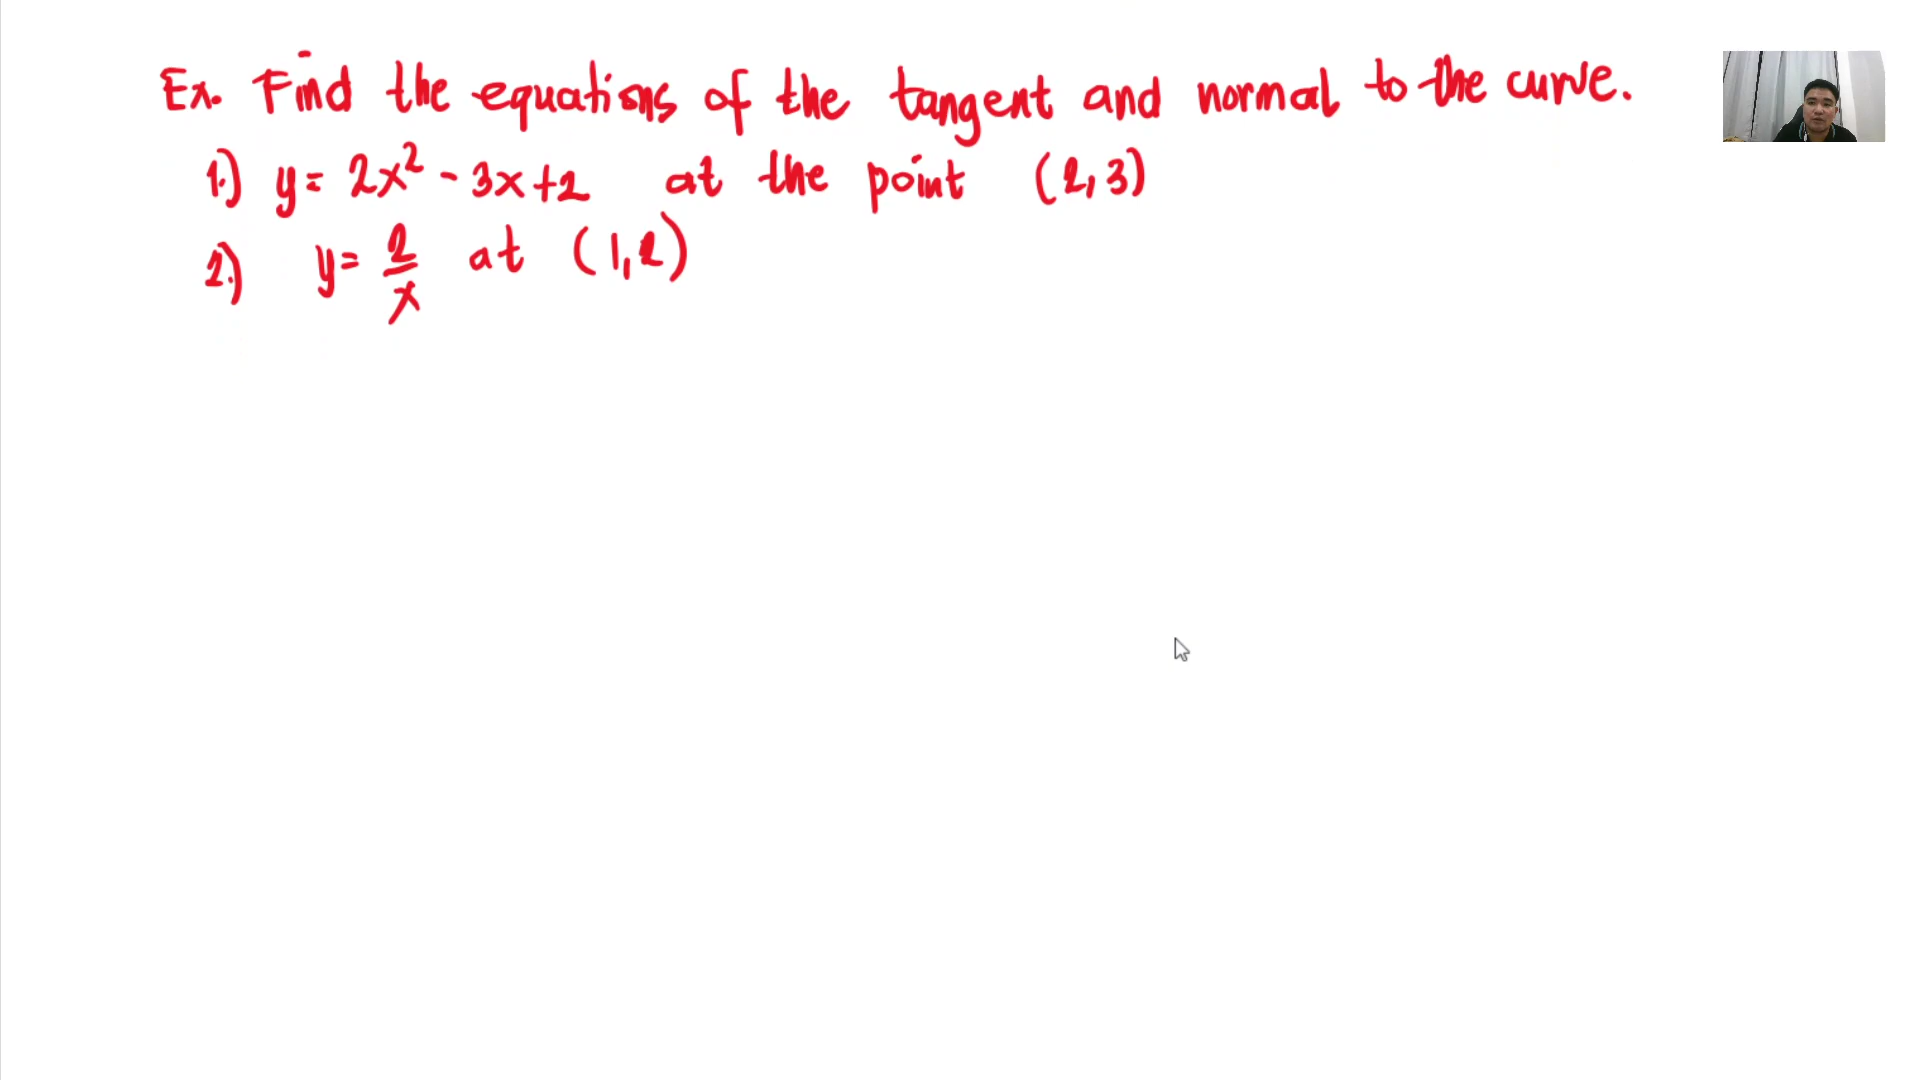 Ex. Find the equations of the tangent and normal to the curve.
1.) y = 2x² - 3x + 2 at the point (2,3)
2.) y = 2/x at (1,2)